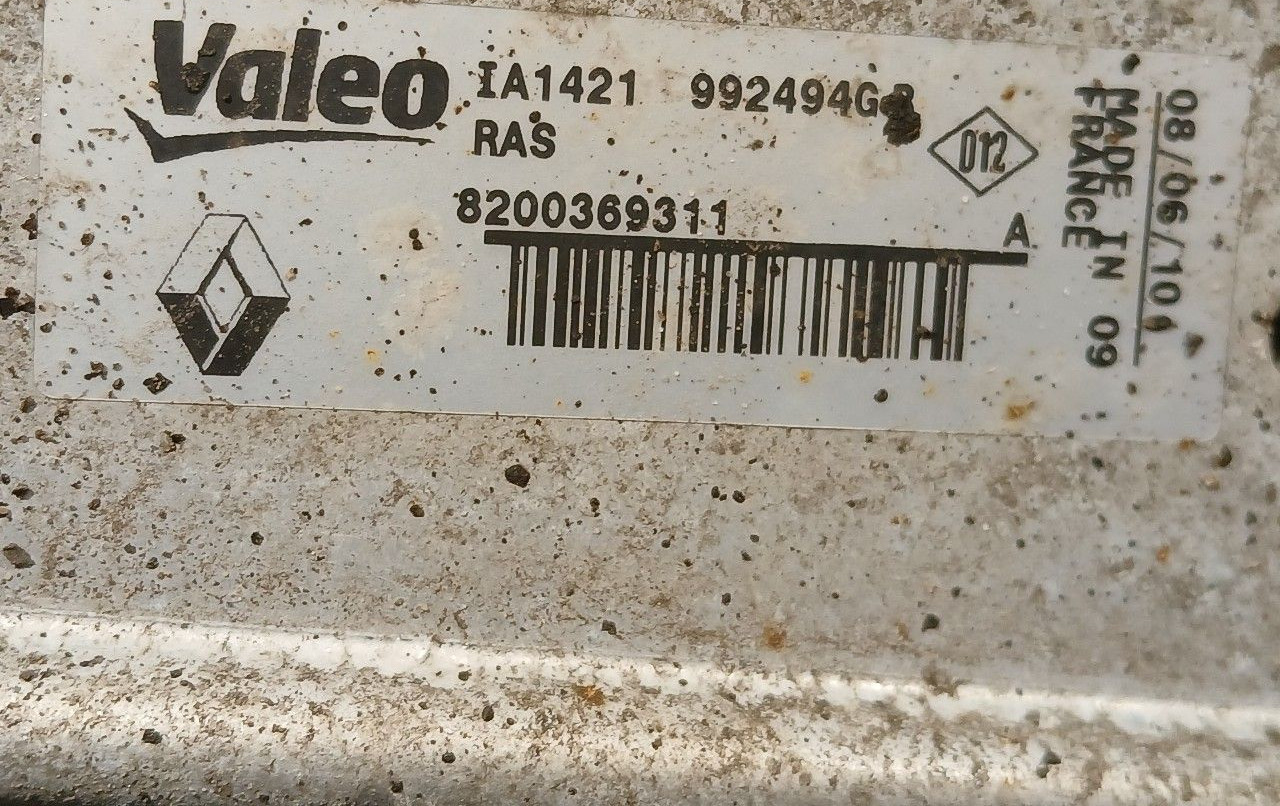 Valeo
IA1421 992494G
RAS
8200369311
A
D12
MADE IN 09
FRANCE
08/06/10